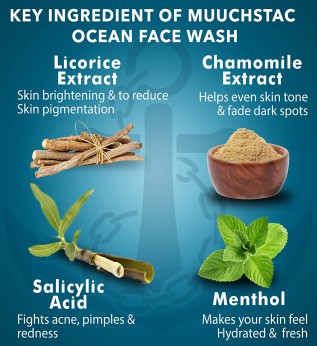 KEY INGREDIENT OF MUUCHSTAC
OCEAN FACE WASH
Licorice
Extract
Skin brightening & to reduce
Skin pigmentation
Chamomile
Extract
Helps even skin tone
& fade dark spots
Salicylic
Acid
Fights acne, pimples &
redness
Menthol
Makes your skin feel
Hydrated & fresh